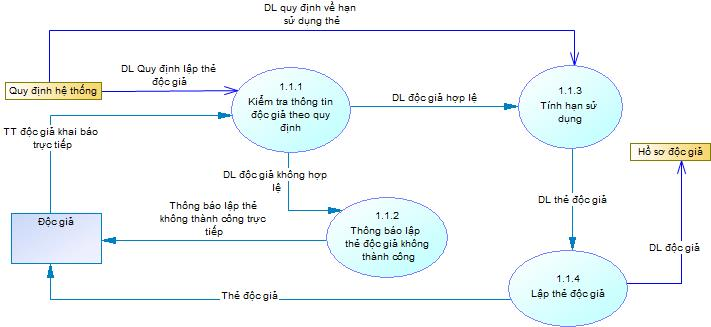 DL quy định về hạn
sử dụng thẻ
DL Quy định lập thẻ
độc giả
Quy định hệ thống
1.1.1
Kiểm tra thông tin
độc giả theo quy
định
DL độc giả hợp lệ
1.1.3
Tính hạn sử
dụng
TT độc giả khai báo
trực tiếp
Hồ sơ độc giả
DL độc giả không hợp
lệ
DL thẻ độc giả
Thông báo lập thẻ
không thành công trực
tiếp
Độc giả
1.1.2
Thông báo lập
thẻ độc giả không
thành công
DL độc giả
1.1.4
Lập thẻ độc giả
Thẻ độc giả